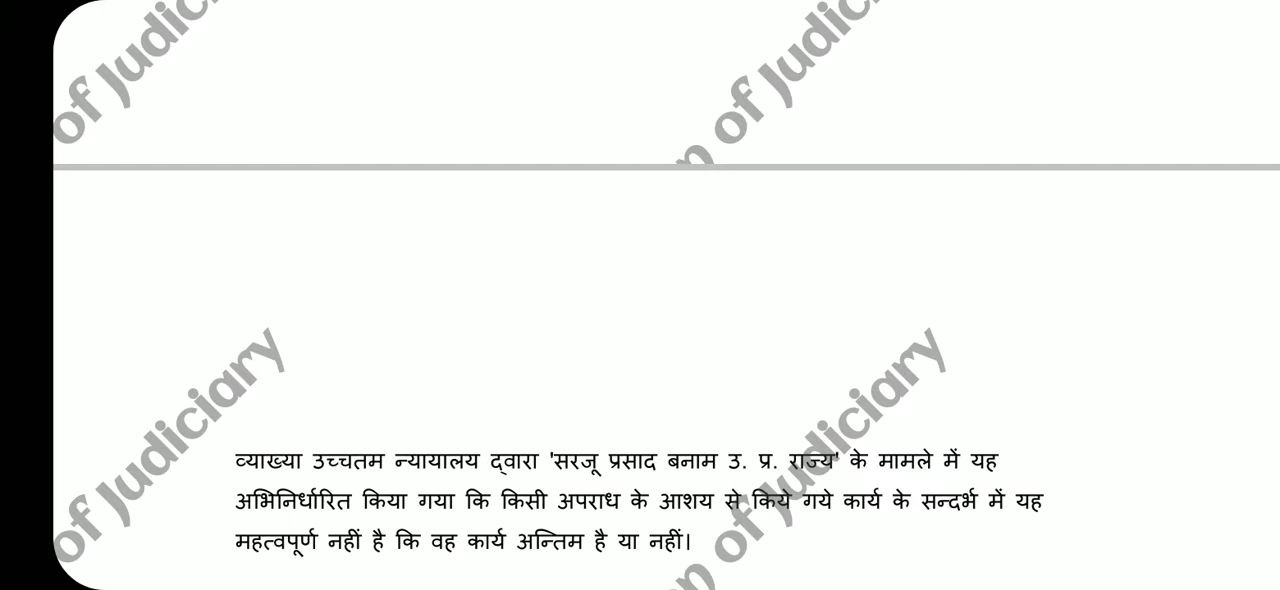 of Judic
p of Judic
of Judiciary
p of Judiciary
व्याख्या उच्चतम न्यायालय द्वारा 'सरजू प्रसाद बनाम उ. प्र. राज्य' के मामले में यह
अभिनिर्धारित किया गया कि किसी अपराध के आशय से किये गये कार्य के सन्दर्भ में यह
महत्वपूर्ण नहीं है कि वह कार्य अन्तिम है या नहीं।